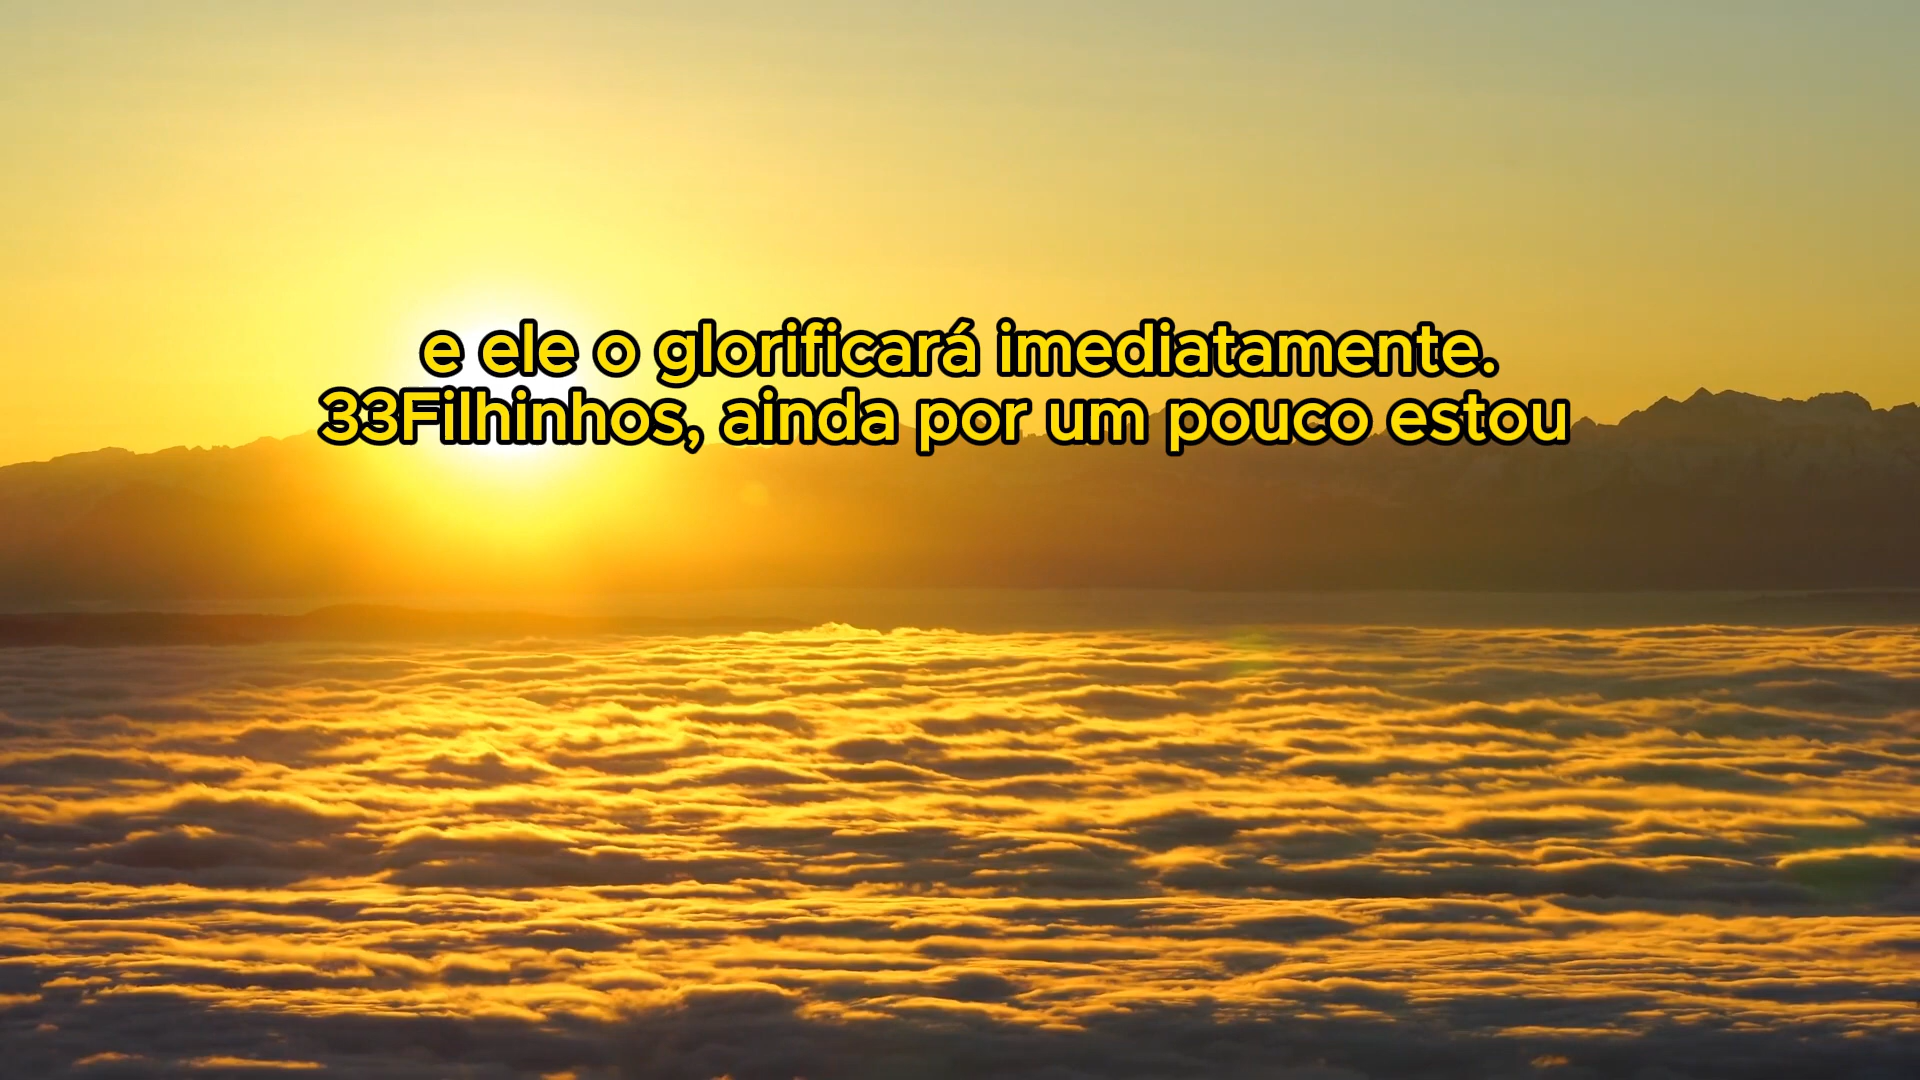 e ele o glorificará imediatamente.
33Filhinhos, ainda por um pouco estou